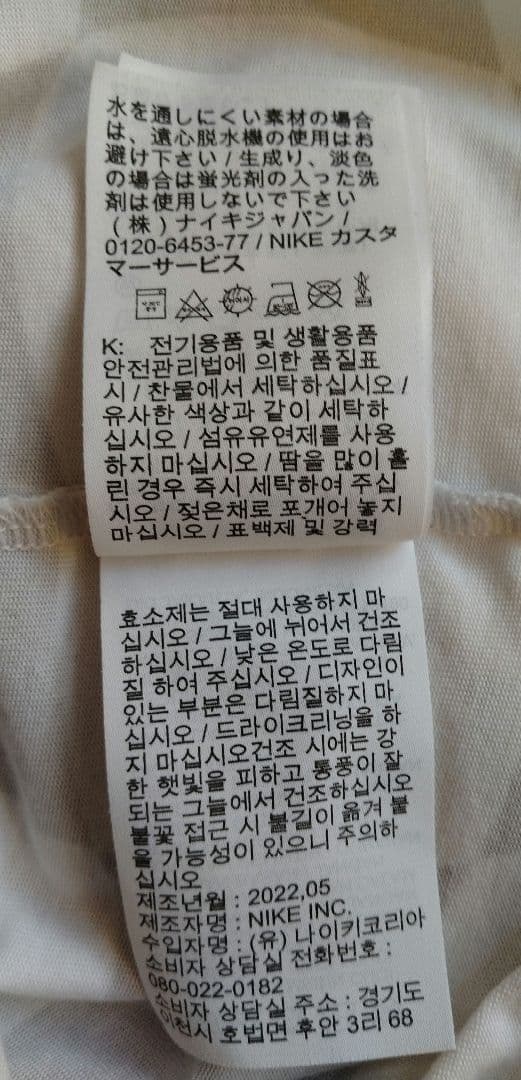 水を通しにくい素材の場合
は、遠心脱水機の使用はお
避け下さい / 生成り、淡色
の場合は蛍光剤の入った洗
剤は使用しないで下さい
(株)ナイキジャパン /
0120-6453-77 / NIKE カスタ
マーサービス
K: 전기용품 및 생활용품
안전관리법에 의한 품질표
시 / 찬물에서 세탁하십시오 /
유사한 색상과 같이 세탁하
십시오 / 섬유유연제를 사용
하지 마십시오 / 땀을 많이 흘
린 경우 즉시 세탁하여 주십
시오 / 젖은채로 포개어 놓지
마십시오 / 표백제 및 강력
효소제는 절대 사용하지 마
십시오 / 그늘에 뉘어서 건조
하십시오 / 낮은 온도로 다림
질 하여 주십시오 / 디자인이
있는 부분은 다림질하지 마
십시오 / 드라이크리닝을 하
지 마십시오건조 시에는 강
한 햇빛을 피하고 통풍이 잘
되는 그늘에서 건조하십시오
불꽃 접근 시 불길이 옮겨 붙
을 가능성이 있으니 주의하
십시오
제조년월 : 2022,05
제조자명 : NIKE INC.
수입자명 : (유) 나이키코리아
소비자 상담실 전화번호 :
080-022-0182
소비자 상담실 주소 : 경기도
이천시 호법면 후안 3리 68